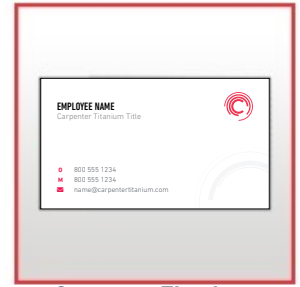 EMPLOYEE NAME
Carpenter Titanium Title
O 800 555 1234
M 800 555 1234
name@carpentertitanium.com